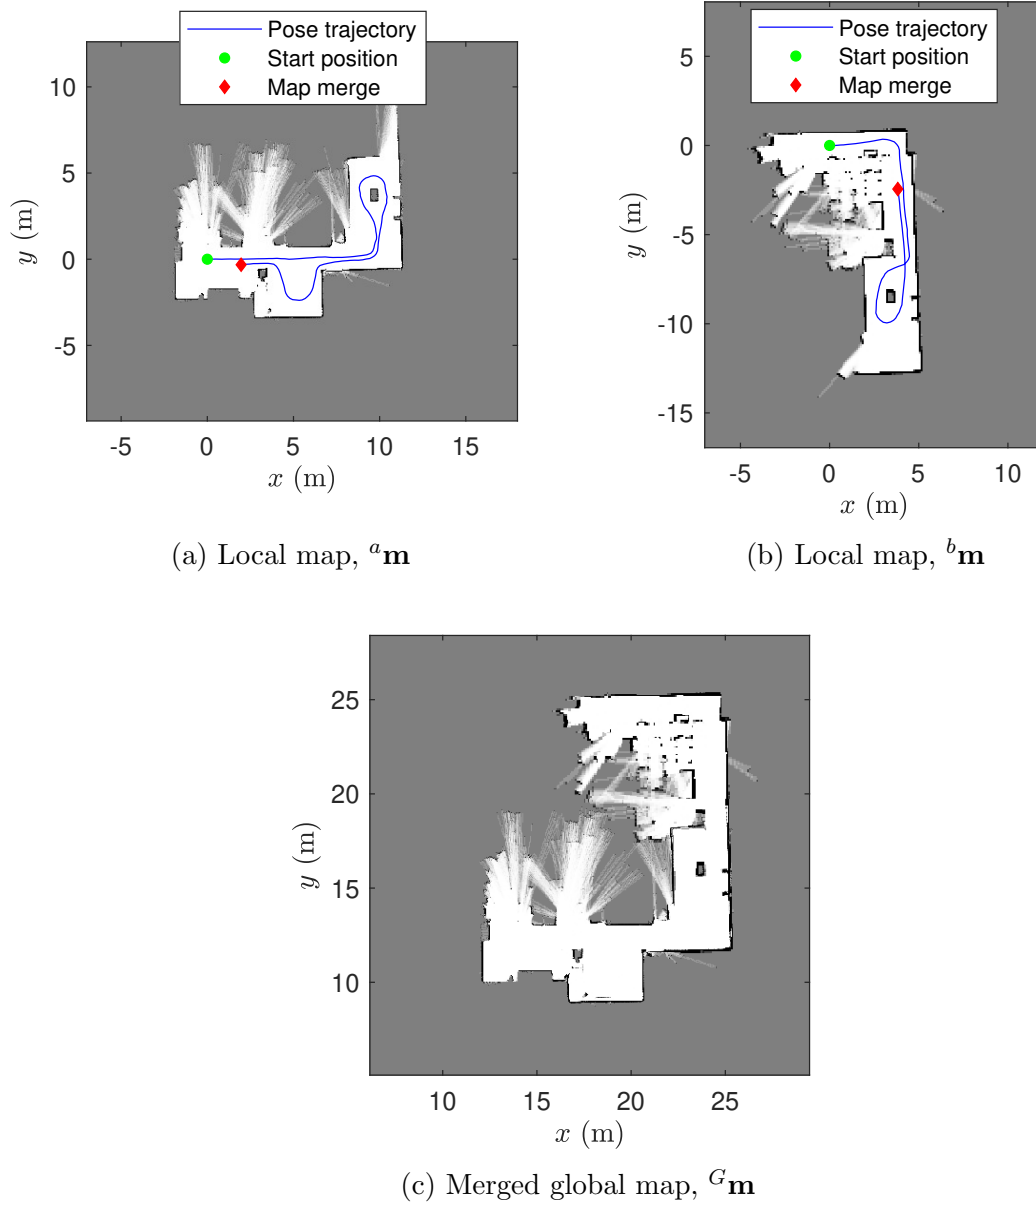 Pose trajectory
Start position
Map merge
10
5
0
-5
y (m)
-5 0 5 10 15
x (m)
(a) Local map, ᵃm
Pose trajectory
Start position
Map merge
5
0
-5
-10
-15
y (m)
-5 0 5 10
x (m)
(b) Local map, ᵇm
25
20
15
10
y (m)
10 15 20 25
x (m)
(c) Merged global map, ᴳm